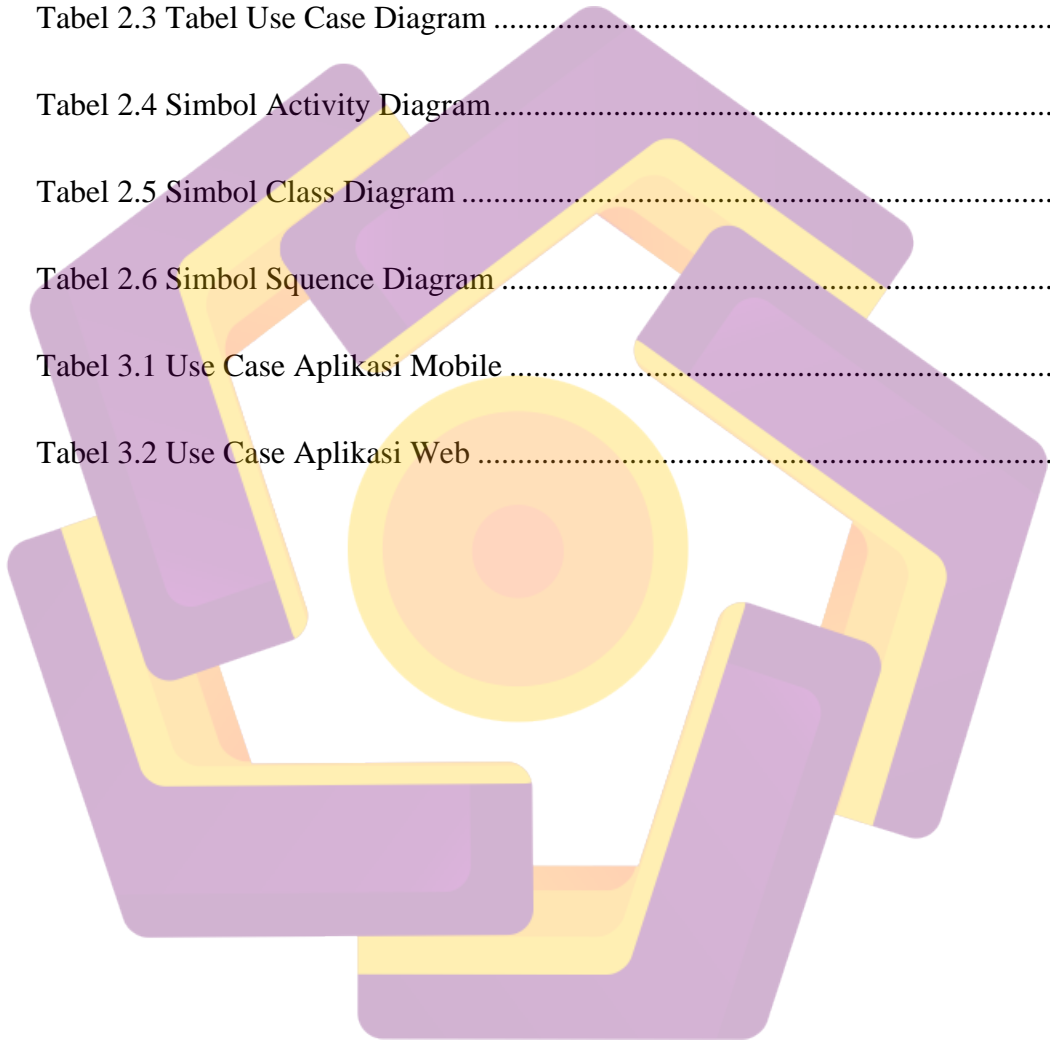 Tabel 2.3 Tabel Use Case Diagram ......................................................................
Tabel 2.4 Simbol Activity Diagram......................................................................
Tabel 2.5 Simbol Class Diagram ..........................................................................
Tabel 2.6 Simbol Squence Diagram .....................................................................
Tabel 3.1 Use Case Aplikasi Mobile ....................................................................
Tabel 3.2 Use Case Aplikasi Web ........................................................................